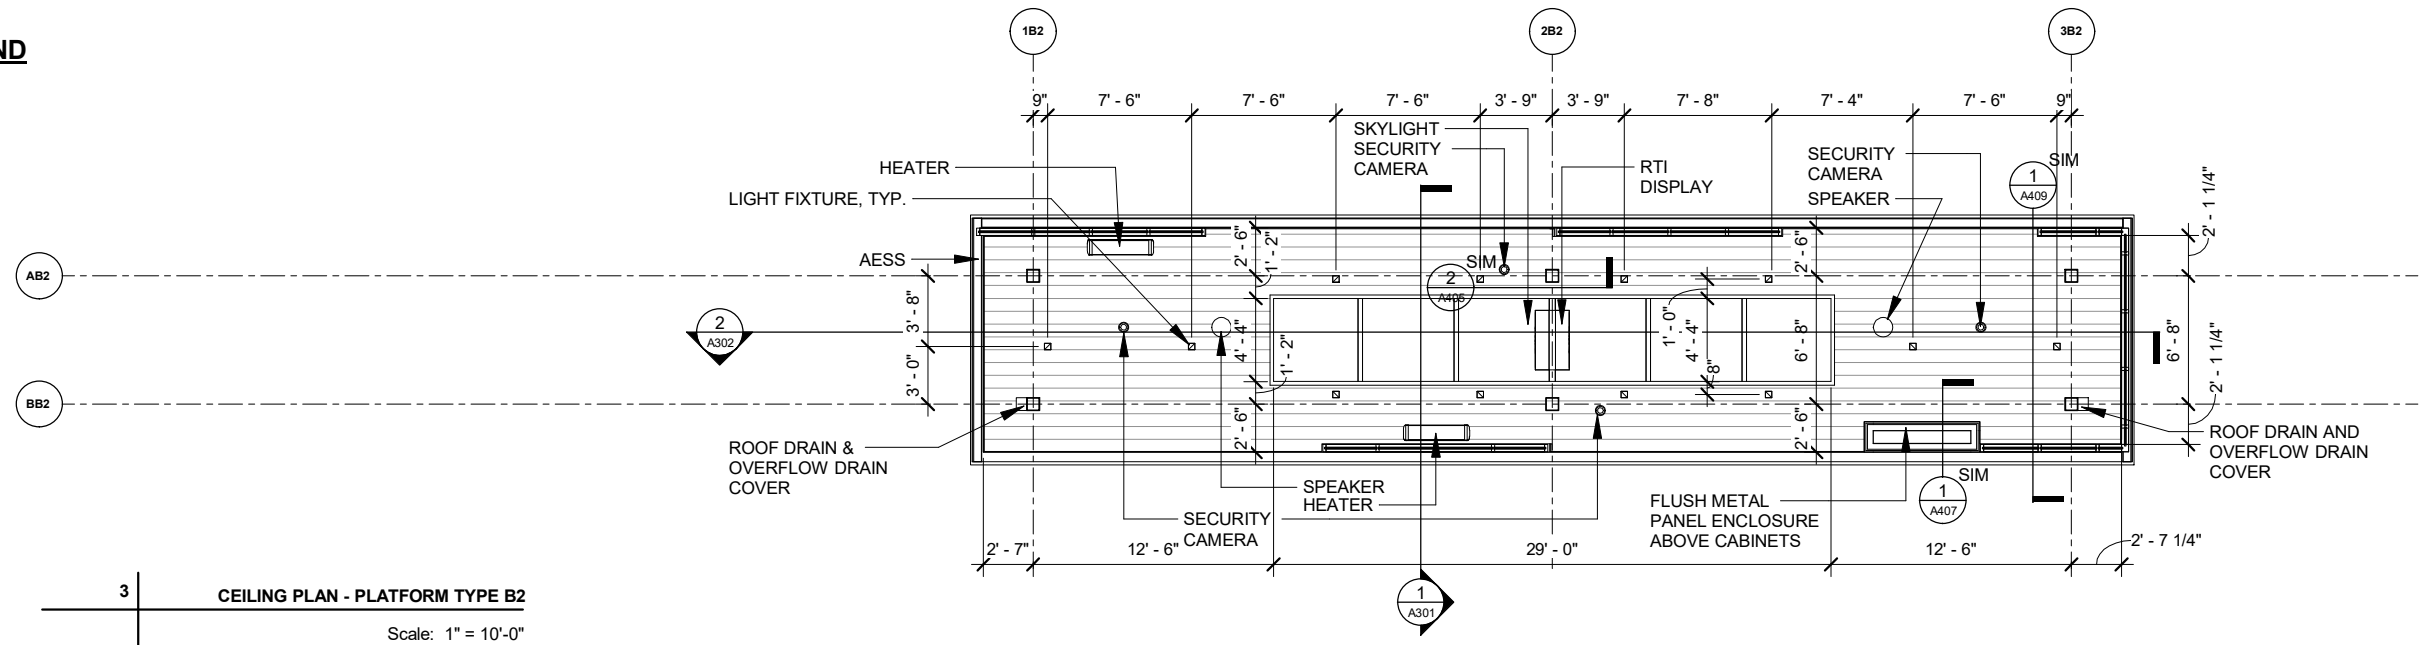 ND
1B2
2B2
3B2
9"
7' - 6"
7' - 6"
7' - 6"
3' - 9"
3' - 9"
7' - 8"
7' - 4"
7' - 6"
9"
SKYLIGHT
SECURITY
CAMERA
RTI
DISPLAY
SECURITY
CAMERA
SPEAKER
SIM
1
A409
HEATER
LIGHT FIXTURE, TYP.
AESS
2' - 1 1/4"
2' - 6"
1' - 2"
SIM
2
A405
2' - 6"
AB2
3' - 8"
2
A302
4' - 4"
1' - 2"
1' - 0"
4' - 4"
8"
6' - 8"
6' - 8"
2' - 1 1/4"
3' - 0"
BB2
2' - 6"
2' - 6"
ROOF DRAIN &
OVERFLOW DRAIN
COVER
SPEAKER
HEATER
SECURITY
CAMERA
FLUSH METAL
PANEL ENCLOSURE
ABOVE CABINETS
SIM
1
A407
ROOF DRAIN AND
OVERFLOW DRAIN
COVER
2' - 7"
12' - 6"
29' - 0"
12' - 6"
2' - 7 1/4"
1
A301
3
CEILING PLAN - PLATFORM TYPE B2
Scale: 1" = 10'-0"